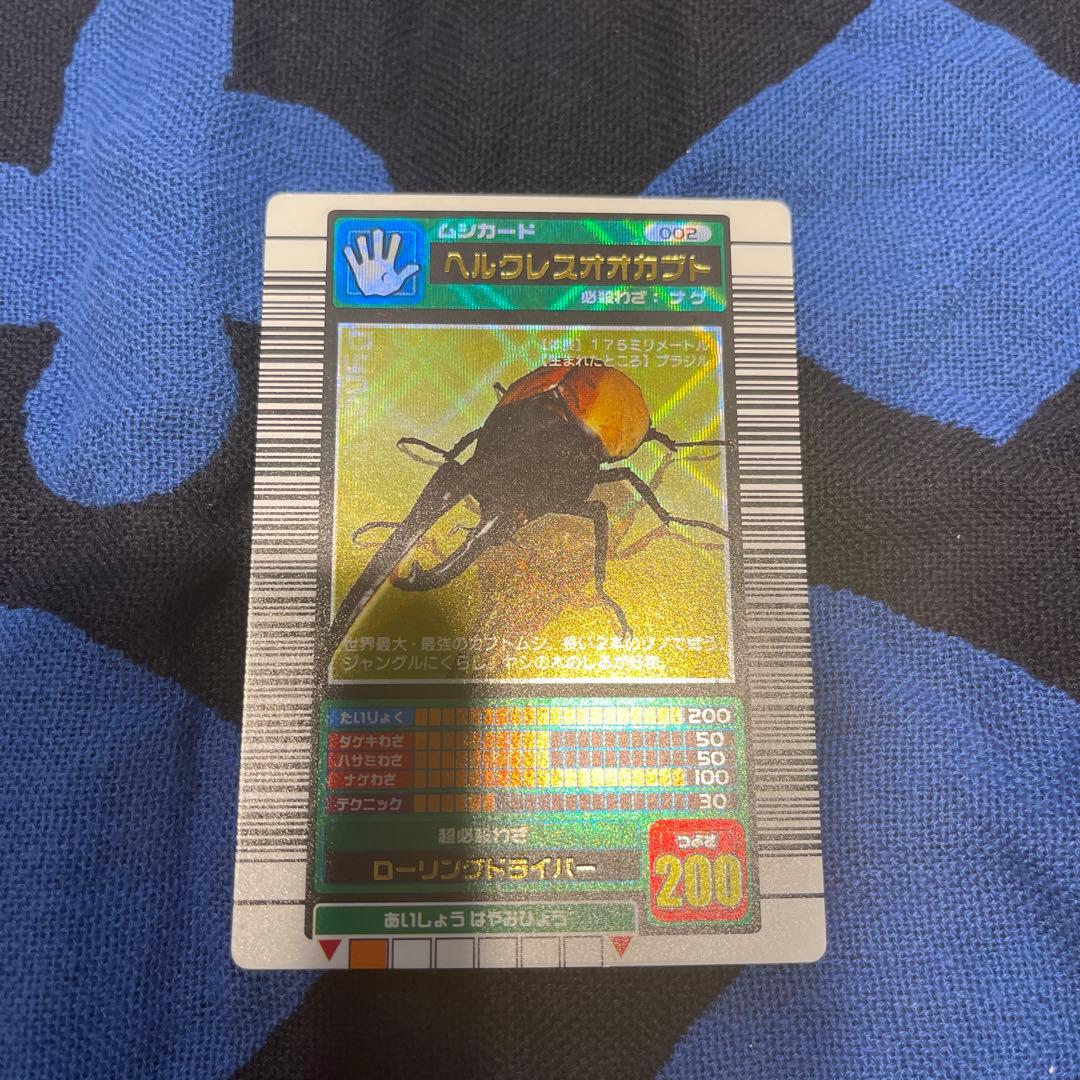 ムシカード
002
ヘルクレスオオカブト
必殺わざ：ナゲ
【体長】175ミリメートル
【生まれたところ】ブラジル
世界最大・最強のカブトムシ。長い2本のツノで戦う
ジャングルにくらし、ヤシの木のしるが好物。
たいりょく 200
ダゲキわざ 50
ハサミわざ 50
ナゲわざ 100
テクニック 30
超必殺わざ
ローリングドライバー
つよさ
200
あいしょうはやみひょう